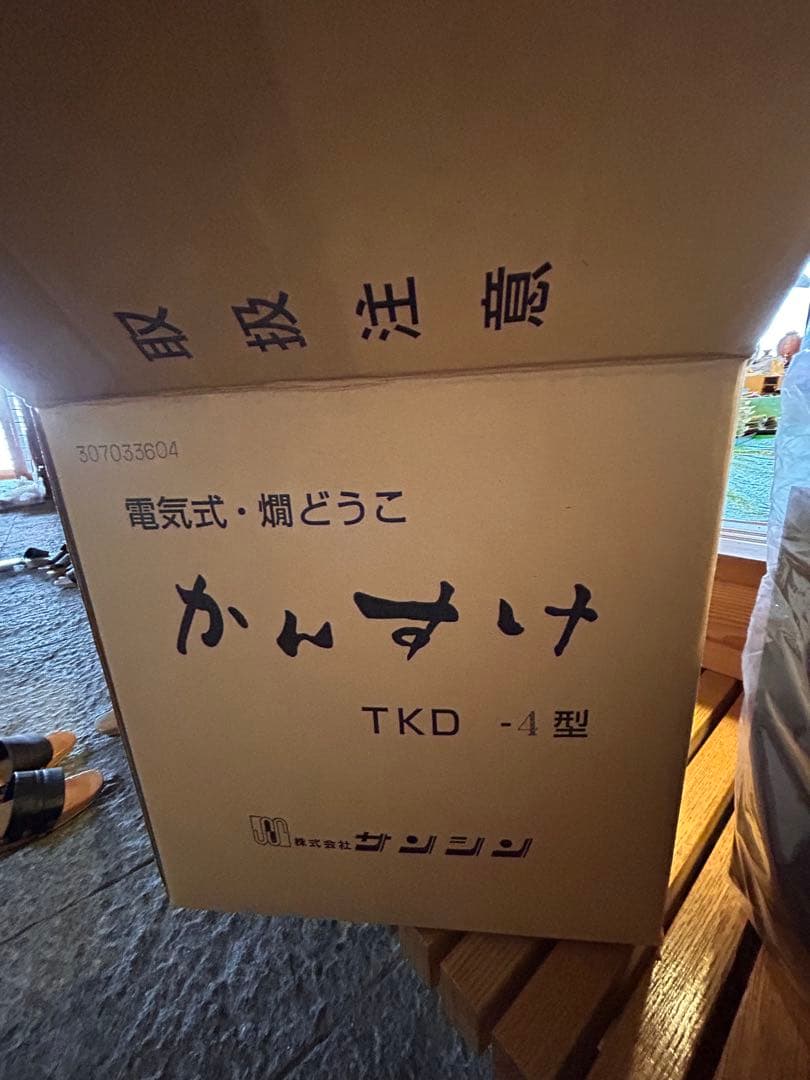 取扱注意
307033604
電気式・燗どうこ
かんすけ
TKD -4型
株式会社サンシン